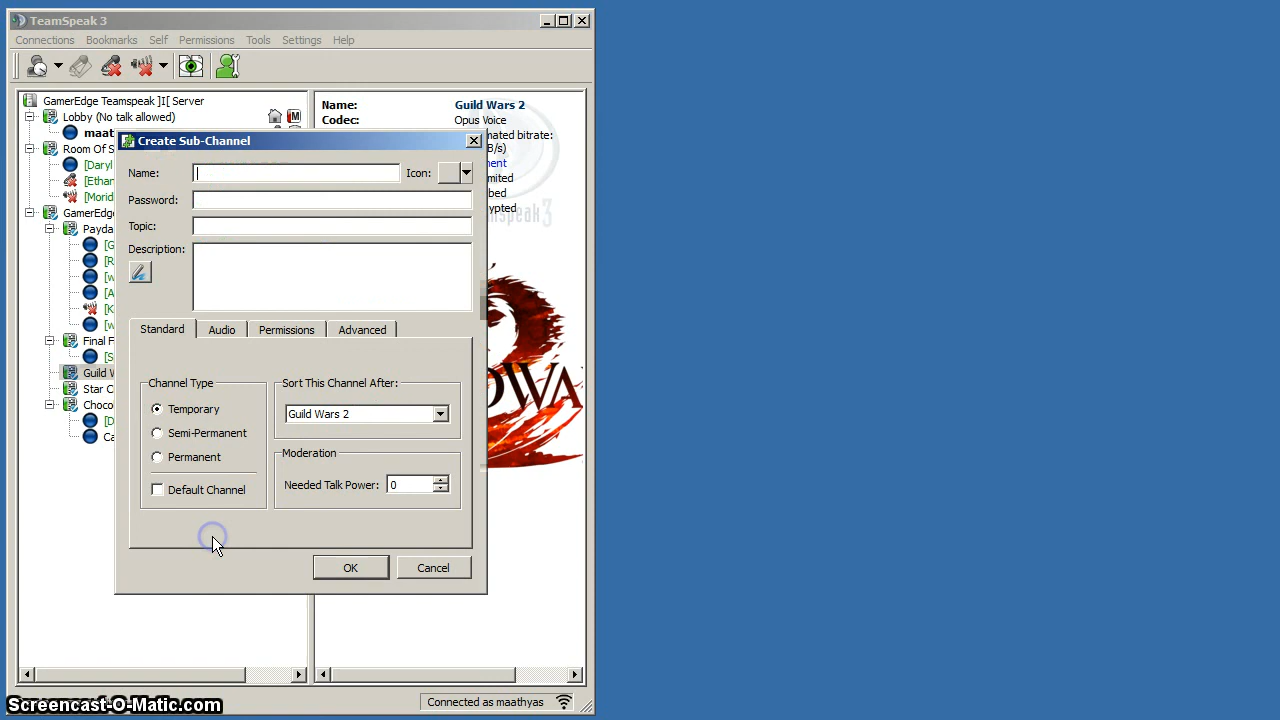 TeamSpeak 3
Connections Bookmarks Self Permissions Tools Settings Help
GamerEdge Teamspeak ]I[ Server
Lobby (No talk allowed)
M
maat
Room Of S
[Daryl
[Ethar
[Morid
GamerEdge
Payda
[G
[R
[w
[A
[K
[w
Final F
[S
Guild W
Star C
Choco
[D
Ca
Name: Guild Wars 2
Codec: Opus Voice
nated bitrate:
B/s)
nent
mited
bed
ypted
amspeak3
DWA
Create Sub-Channel
Name:
Icon:
Password:
Topic:
Description:
Standard Audio Permissions Advanced
Channel Type
Temporary
Semi-Permanent
Permanent
Default Channel
Sort This Channel After:
Guild Wars 2
Moderation
Needed Talk Power: 0
OK Cancel
Connected as maathyas
Screencast-O-Matic.com